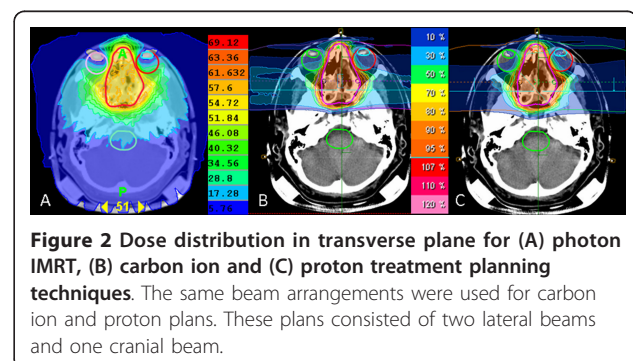 A
69.12
63.36
61.632
57.6
54.72
51.84
46.08
40.32
34.56
28.8
17.28
5.76
A
51
B
10 %
30 %
50 %
70 %
80 %
90 %
95 %
107 %
110 %
120 %
C
Figure 2 Dose distribution in transverse plane for (A) photon
IMRT, (B) carbon ion and (C) proton treatment planning
techniques. The same beam arrangements were used for carbon
ion and proton plans. These plans consisted of two lateral beams
and one cranial beam.